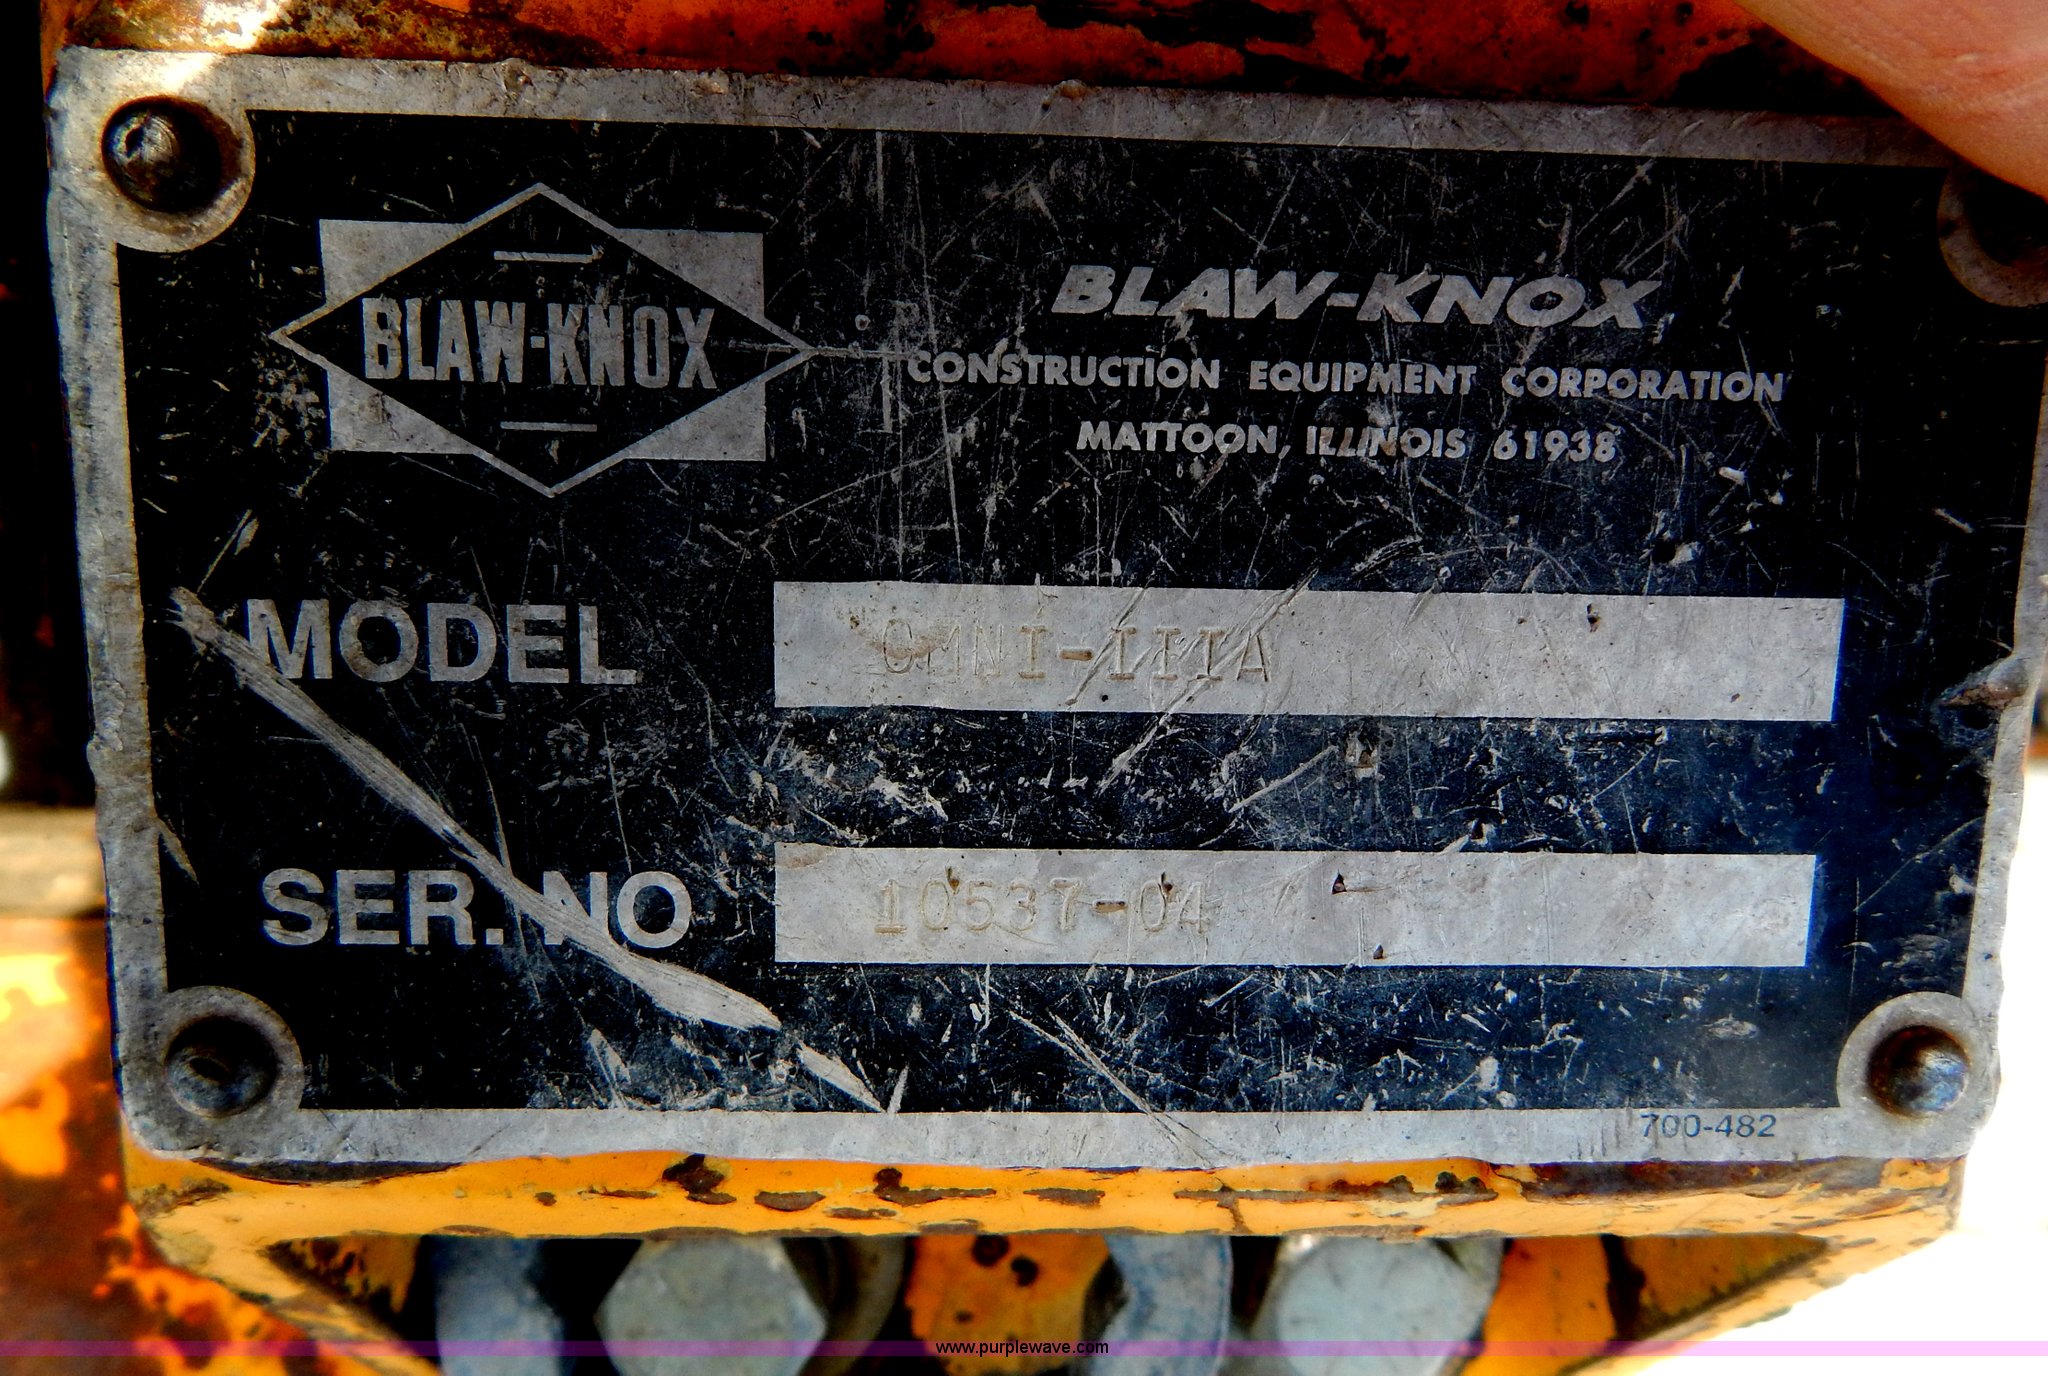 BLAW-KNOX
BLAW-KNOX
CONSTRUCTION EQUIPMENT CORPORATION
MATTOON, ILLINOIS 61938
MODEL OMNI-IIIA
SER. NO 10537-04
700-482
www.purplewave.com